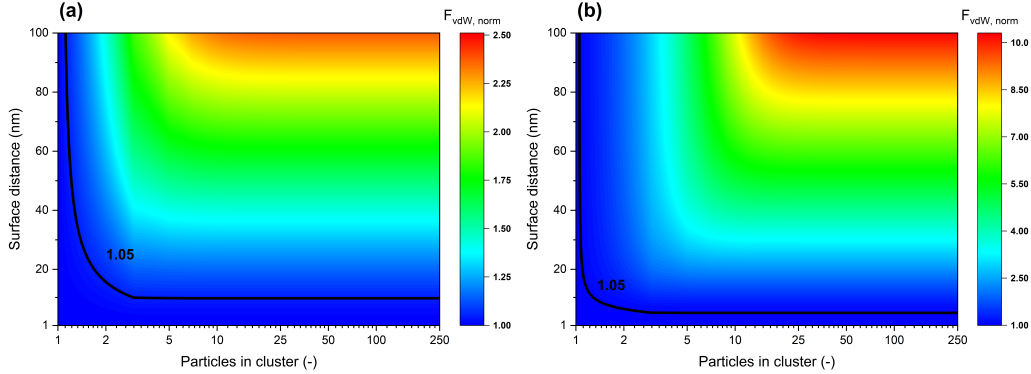 (a)
F_vdW, norm
100
80
60
40
20
1
Surface distance (nm)
1.05
1 2 5 10 25 50 100 250
Particles in cluster (-)
2.50
2.25
2.00
1.75
1.50
1.25
1.00
(b)
F_vdW, norm
100
80
60
40
20
1
Surface distance (nm)
1.05
1 2 5 10 25 50 100 250
Particles in cluster (-)
10.00
8.50
7.00
5.50
4.00
2.50
1.00